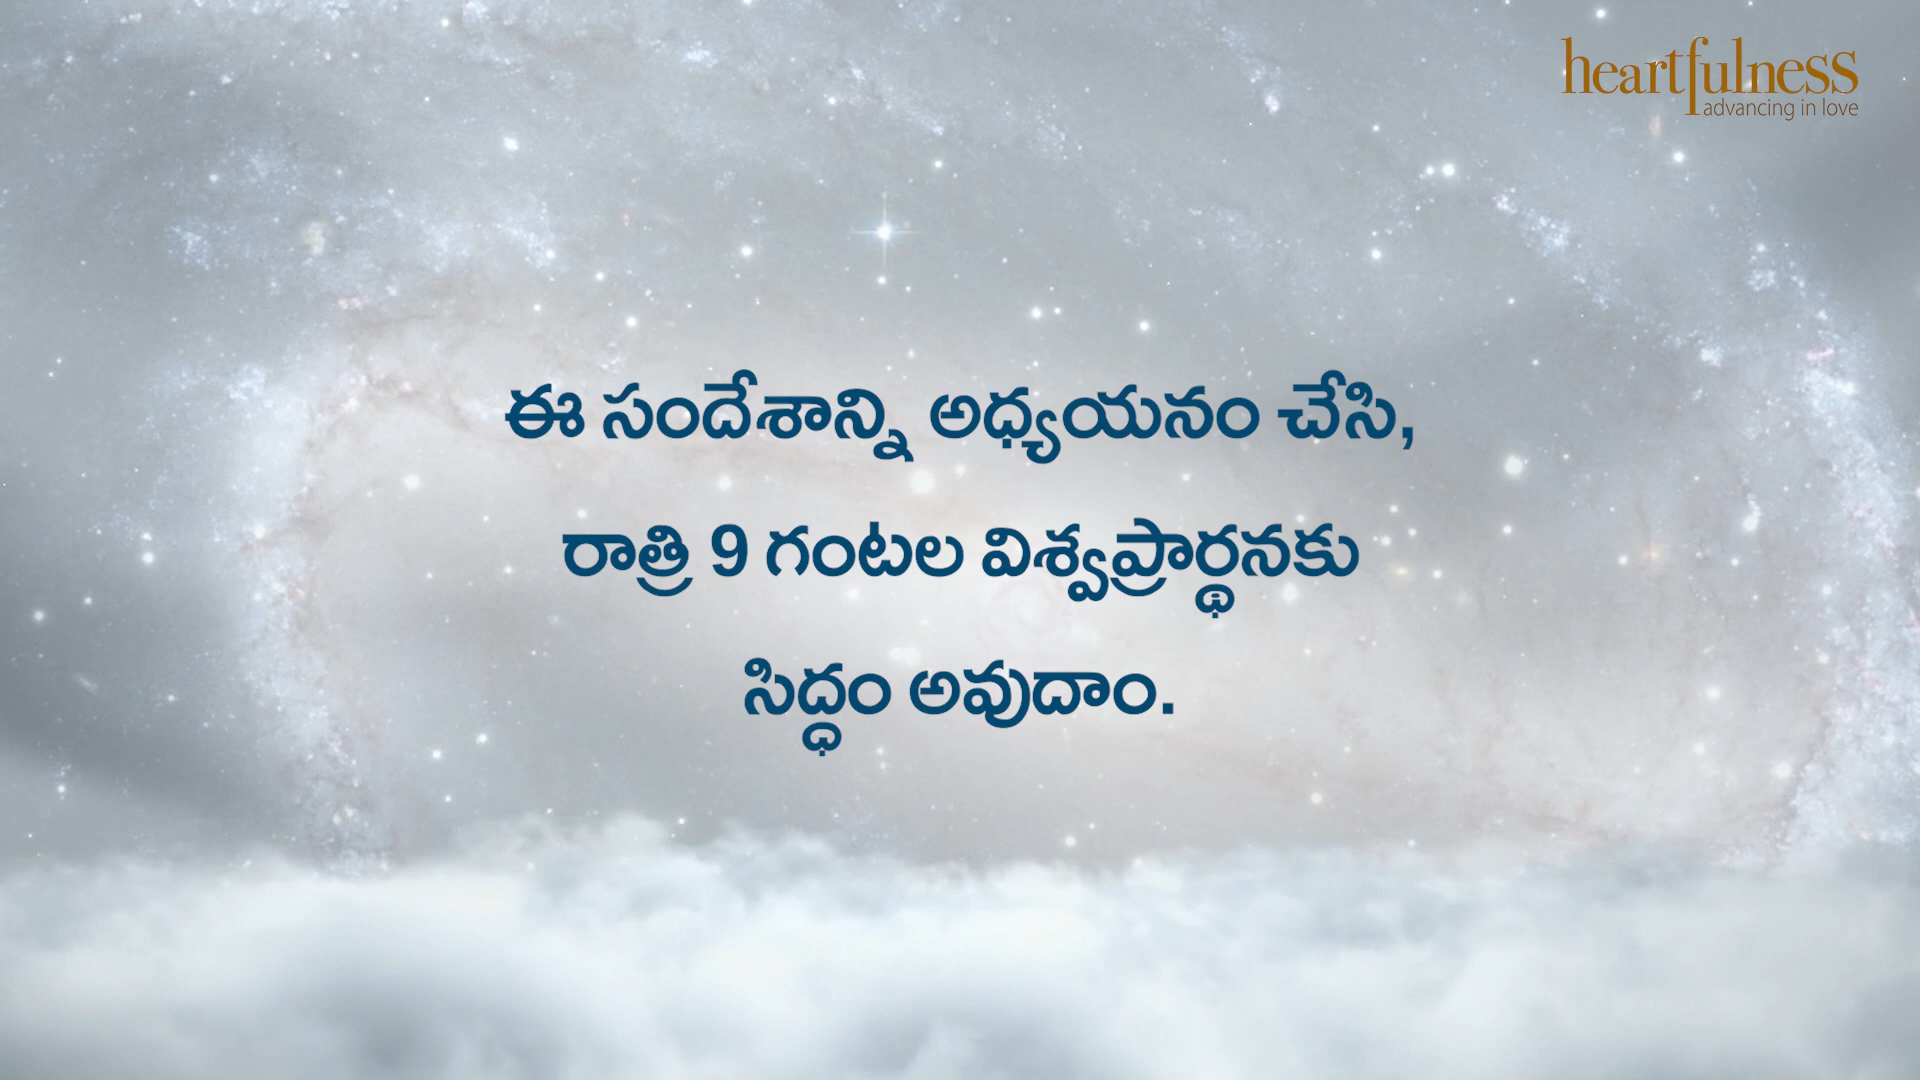 heartfulness
advancing in love
ఈ సందేశాన్ని అధ్యయనం చేసి,
రాత్రి 9 గంటల విశ్వప్రార్థనకు
సిద్ధం అవుదాం.